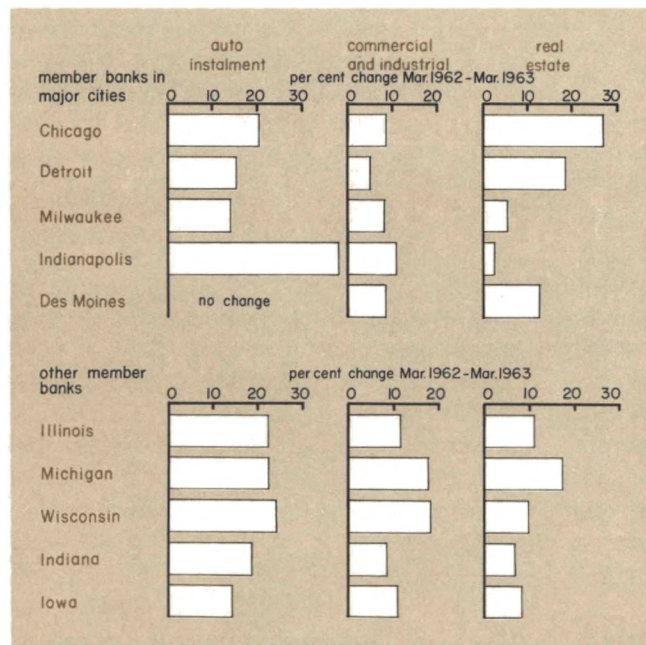 auto instalment
commercial and industrial
real estate
member banks in major cities
per cent change Mar. 1962-Mar. 1963
0 10 20 30 0 10 20 0 10 20 30
Chicago
Detroit
Milwaukee
Indianapolis
Des Moines no change
other member banks
per cent change Mar. 1962-Mar. 1963
0 10 20 30 0 10 20 0 10 20 30
Illinois
Michigan
Wisconsin
Indiana
Iowa